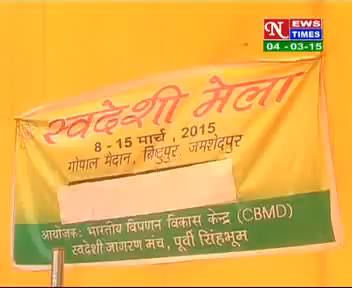 NEWS
TIMES
04-03-15
स्वदेशी मेला
8 - 15 मार्च, 2015
गोपाल मैदान, बिष्टुपुर, जमशेदपुर
आयोजक: भारतीय विपणन विकास केन्द्र (CBMD)
स्वदेशी जागरण मंच, पूर्वी सिंहभूम